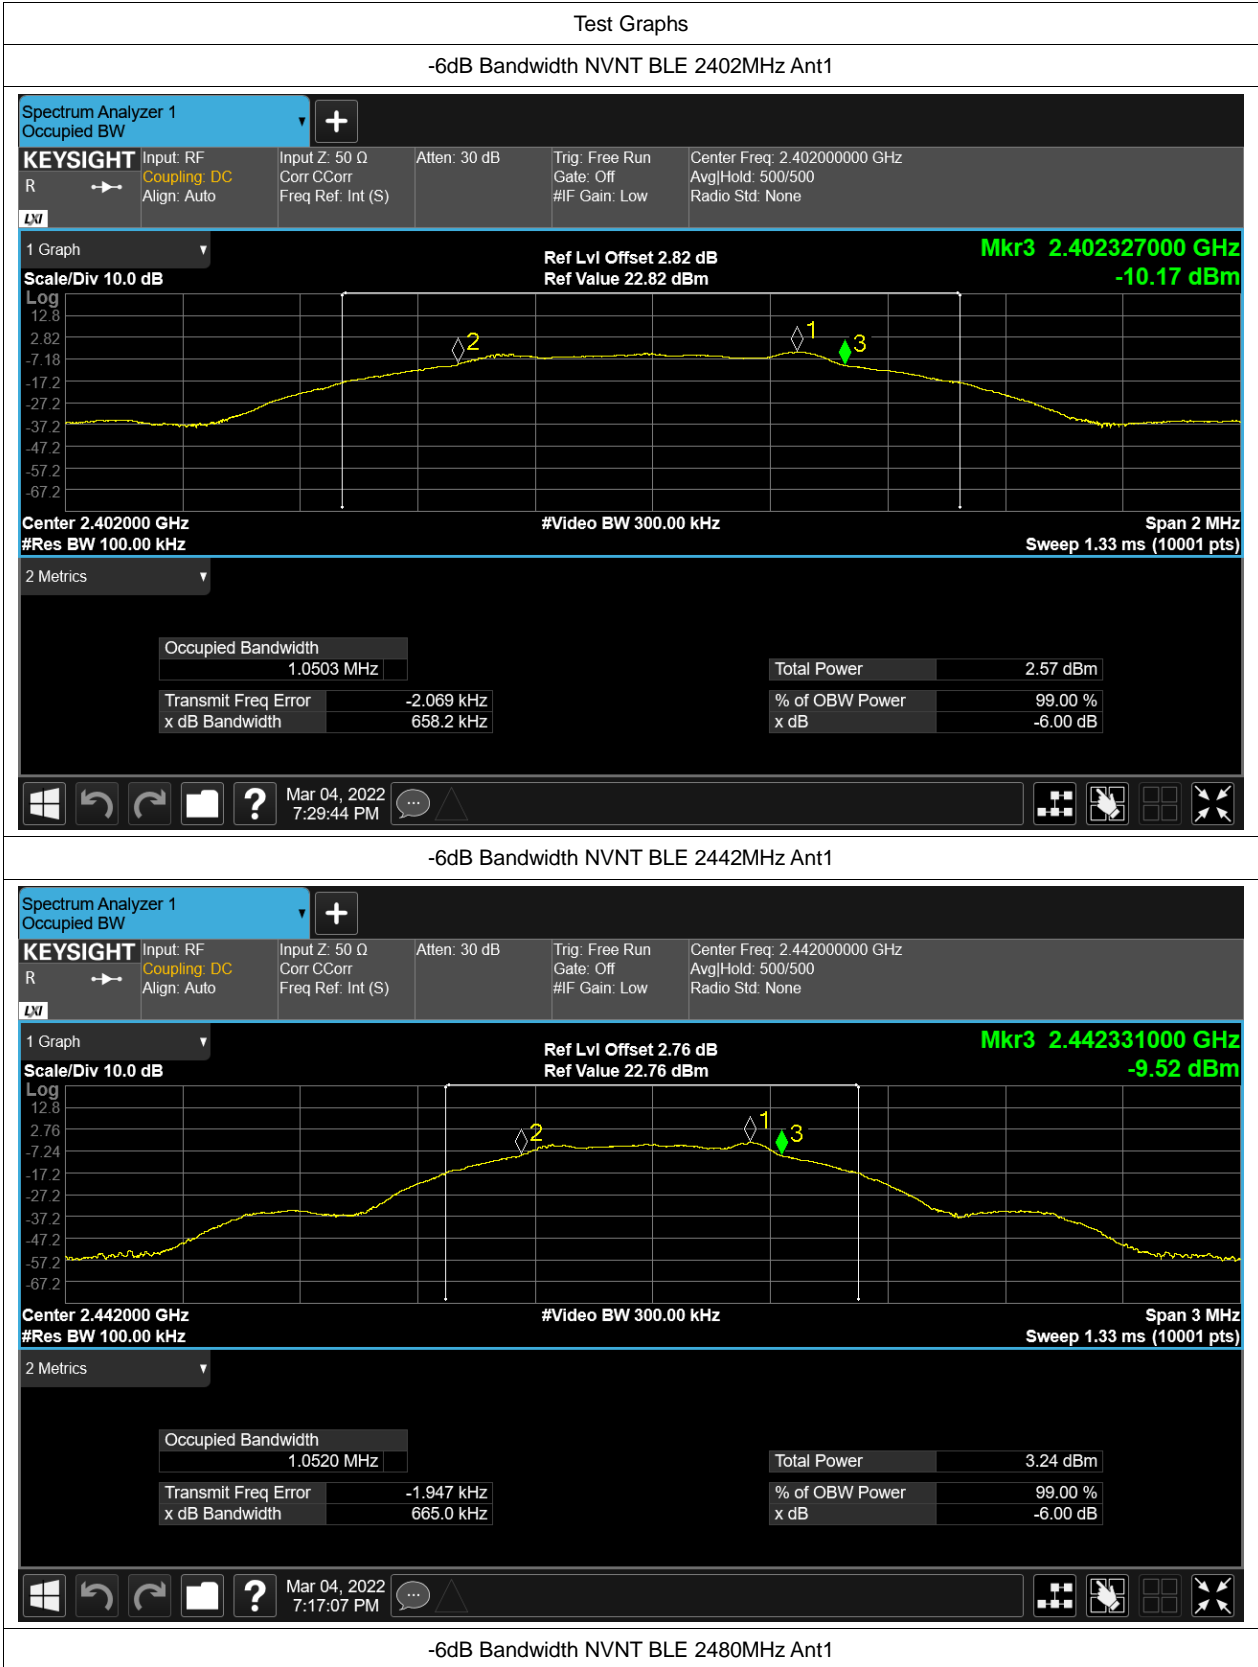 Test Graphs
-6dB Bandwidth NVNT BLE 2402MHz Ant1
Spectrum Analyzer 1
Occupied BW
KEYSIGHT Input: RF Input Z: 50 Ω Atten: 30 dB Trig: Free Run Center Freq: 2.402000000 GHz
R Coupling: DC Corr CCorr Gate: Off Avg|Hold: 500/500
Align: Auto Freq Ref: Int (S) #IF Gain: Low Radio Std: None
LXI
1 Graph
Ref Lvl Offset 2.82 dB
Mkr3 2.402327000 GHz
Scale/Div 10.0 dB
Ref Value 22.82 dBm
-10.17 dBm
Log
12.8
2.82
-7.18
-17.2
-27.2
-37.2
-47.2
-57.2
-67.2
2
1
3
Center 2.402000 GHz #Video BW 300.00 kHz Span 2 MHz
#Res BW 100.00 kHz Sweep 1.33 ms (10001 pts)
2 Metrics
Occupied Bandwidth
1.0503 MHz
Total Power 2.57 dBm
Transmit Freq Error -2.069 kHz % of OBW Power 99.00 %
x dB Bandwidth 658.2 kHz x dB -6.00 dB
Mar 04, 2022
7:29:44 PM
-6dB Bandwidth NVNT BLE 2442MHz Ant1
Spectrum Analyzer 1
Occupied BW
KEYSIGHT Input: RF Input Z: 50 Ω Atten: 30 dB Trig: Free Run Center Freq: 2.442000000 GHz
R Coupling: DC Corr CCorr Gate: Off Avg|Hold: 500/500
Align: Auto Freq Ref: Int (S) #IF Gain: Low Radio Std: None
LXI
1 Graph
Ref Lvl Offset 2.76 dB
Mkr3 2.442331000 GHz
Scale/Div 10.0 dB
Ref Value 22.76 dBm
-9.52 dBm
Log
12.8
2.76
-7.24
-17.2
-27.2
-37.2
-47.2
-57.2
-67.2
2
1
3
Center 2.442000 GHz #Video BW 300.00 kHz Span 3 MHz
#Res BW 100.00 kHz Sweep 1.33 ms (10001 pts)
2 Metrics
Occupied Bandwidth
1.0520 MHz
Total Power 3.24 dBm
Transmit Freq Error -1.947 kHz % of OBW Power 99.00 %
x dB Bandwidth 665.0 kHz x dB -6.00 dB
Mar 04, 2022
7:17:07 PM
-6dB Bandwidth NVNT BLE 2480MHz Ant1